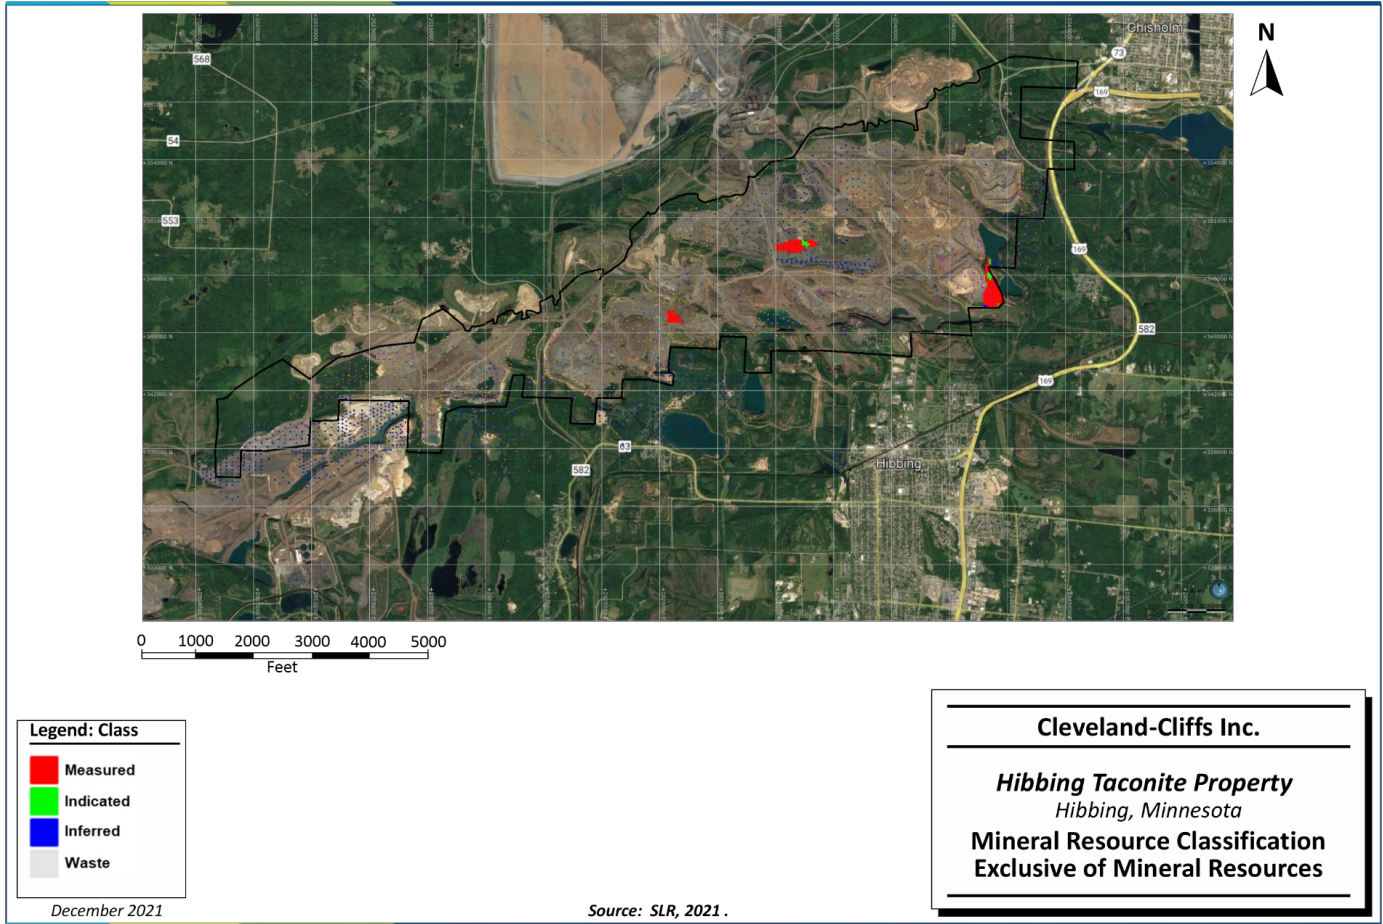 Chisholm
N
73
568
169
54
553
169
582
169
Hibbing
63
582
0 1000 2000 3000 4000 5000
Feet
Legend: Class
Measured
Indicated
Inferred
Waste
December 2021
Source: SLR, 2021 .
Cleveland-Cliffs Inc.
Hibbing Taconite Property
Hibbing, Minnesota
Mineral Resource Classification
Exclusive of Mineral Resources